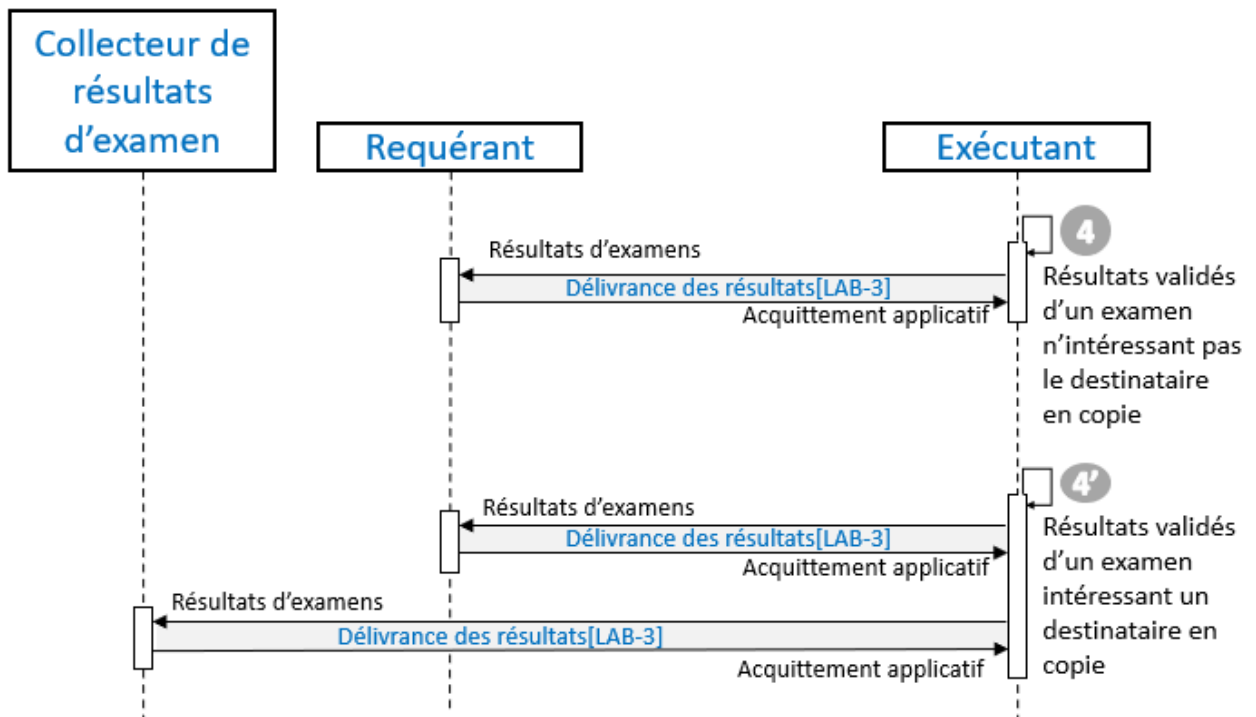 Collecteur de
résultats
d'examen
Requérant
Exécutant
4
Résultats d'examens
Délivrance des résultats[LAB-3]
Acquittement applicatif
Résultats validés
d'un examen
n'intéressant pas
le destinataire
en copie
4'
Résultats d'examens
Délivrance des résultats[LAB-3]
Acquittement applicatif
Résultats validés
d'un examen
intéressant un
destinataire en
copie
Résultats d'examens
Délivrance des résultats[LAB-3]
Acquittement applicatif